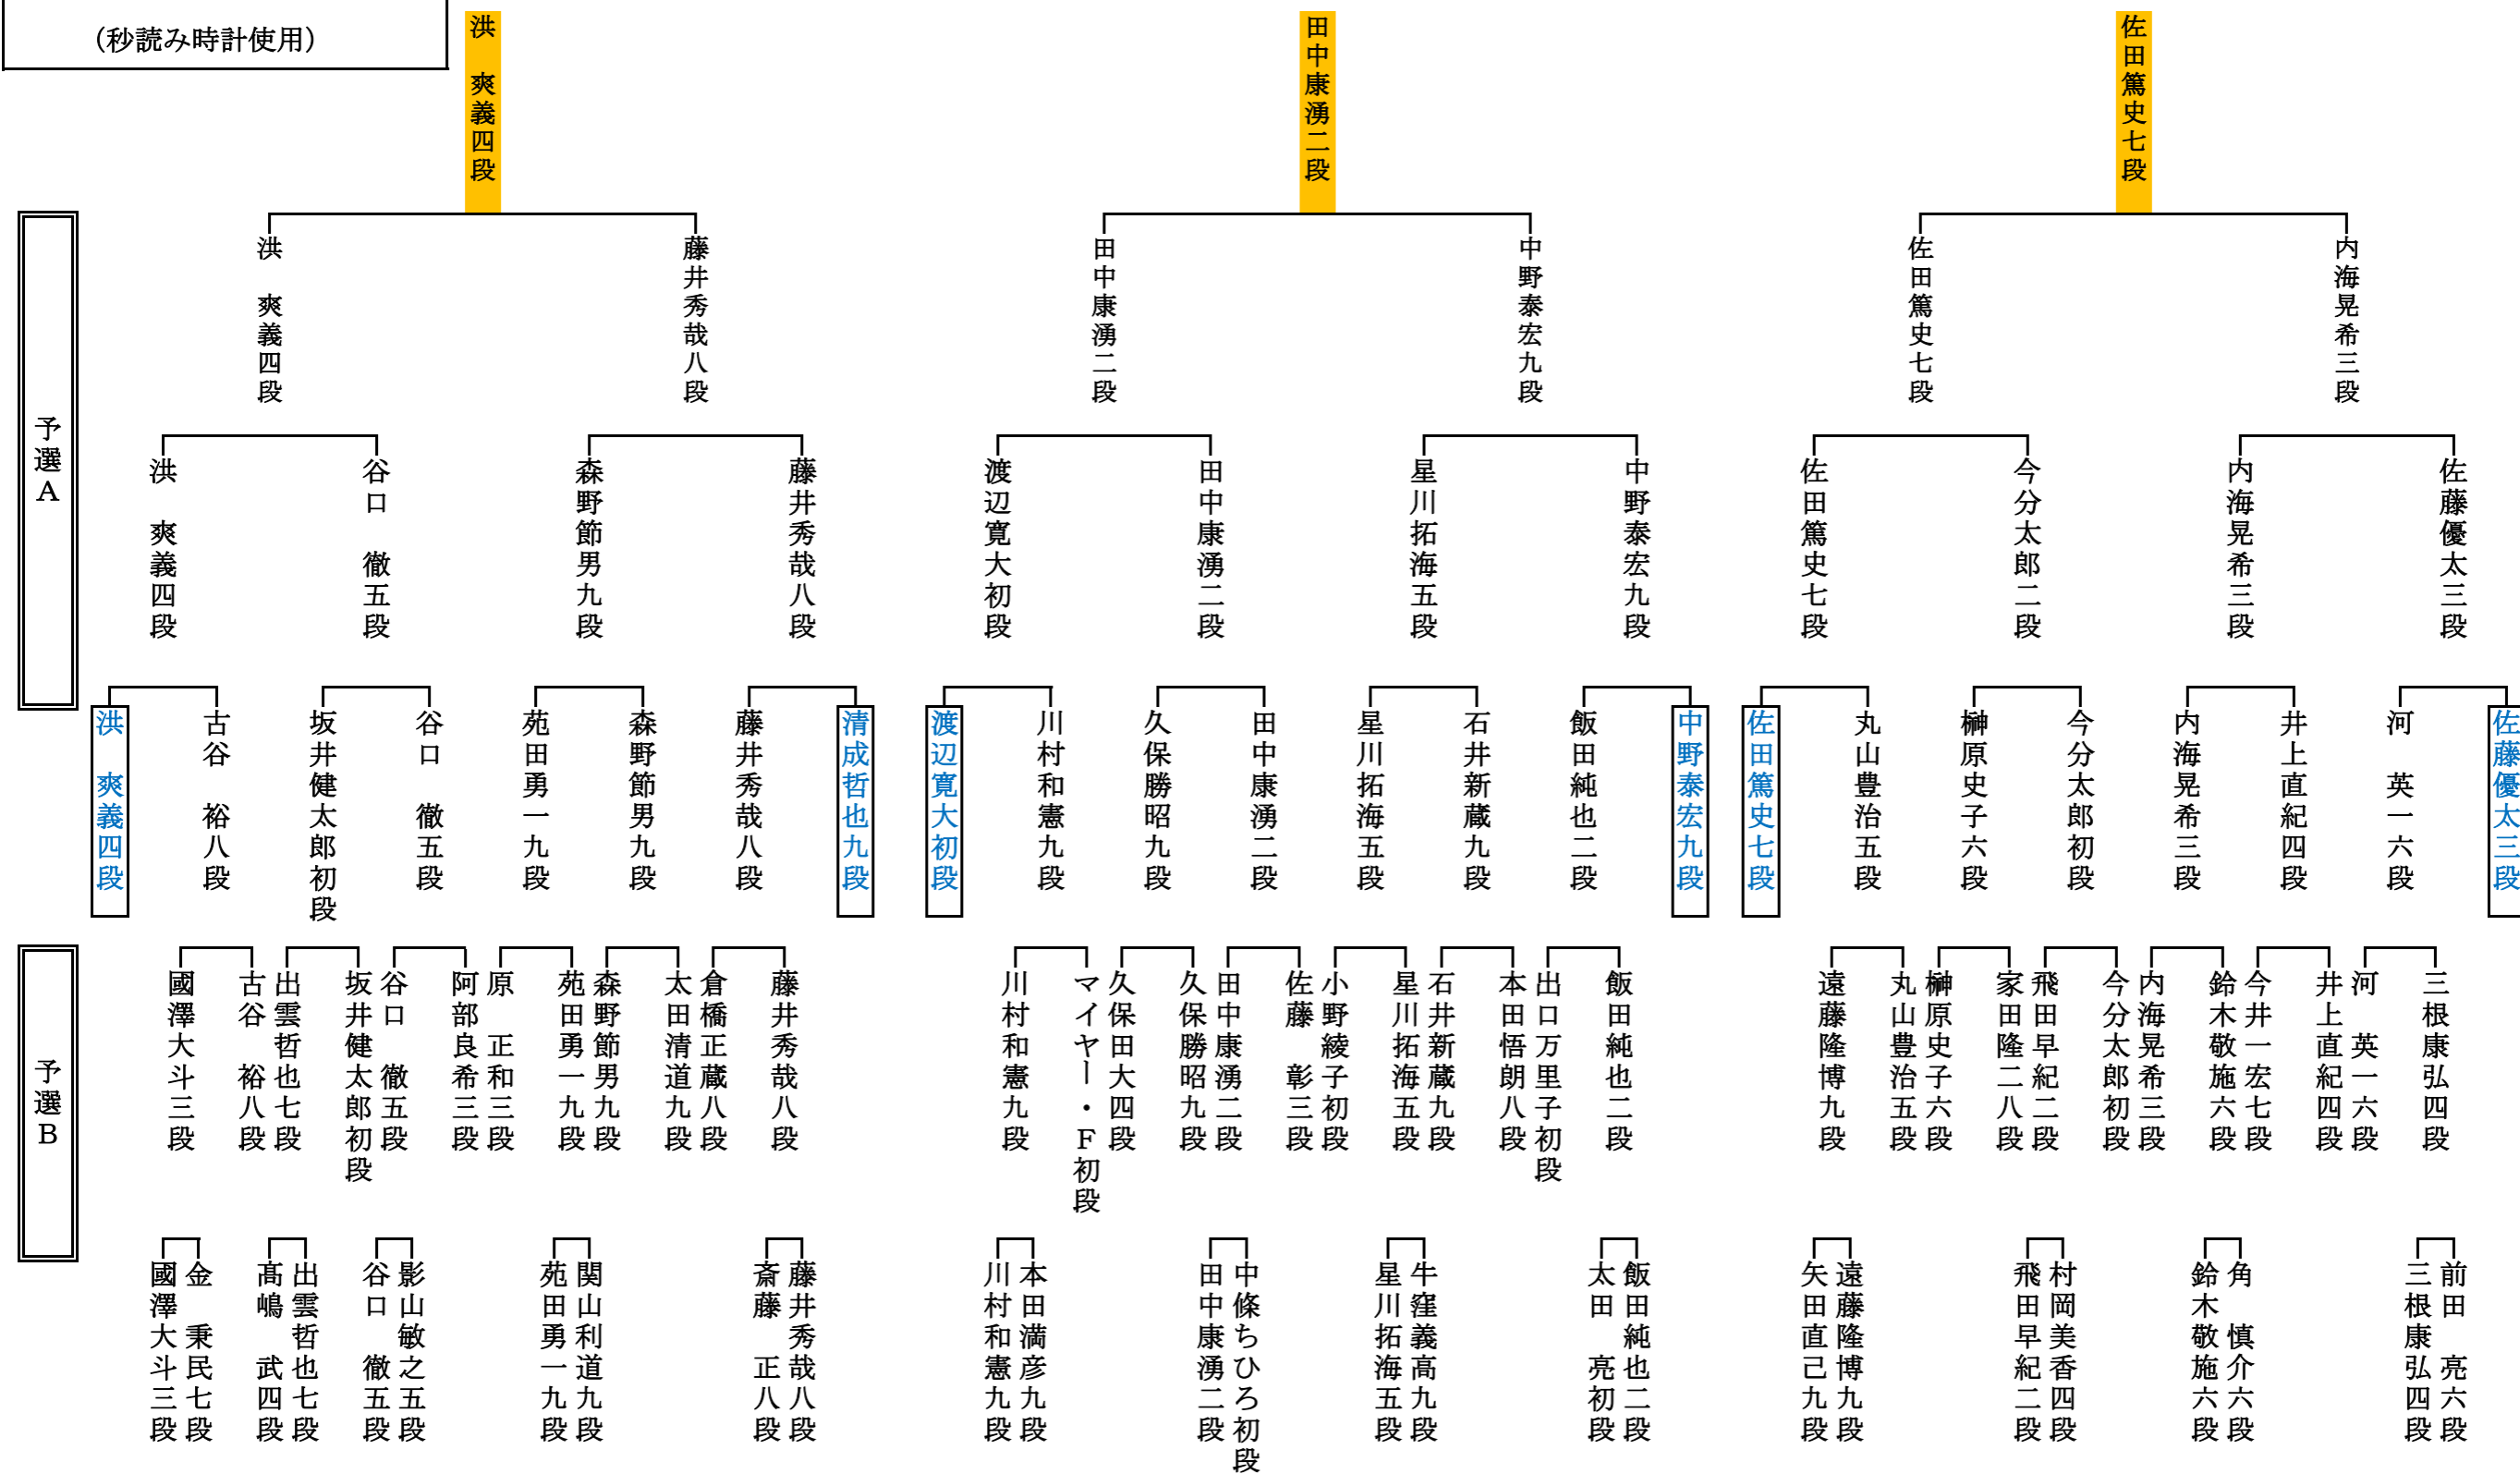 （秒読み時計使用）
洪　爽義四段
田中康湧二段
佐田篤史七段
予選A
洪　爽義四段
藤井秀哉八段
田中康湧二段
中野泰宏九段
佐田篤史七段
内海晃希三段
洪　爽義四段
谷口　徹五段
森野節男九段
藤井秀哉八段
渡辺寛大初段
田中康湧二段
星川拓海五段
中野泰宏九段
佐田篤史七段
今分太郎二段
内海晃希三段
佐藤優太三段
洪　爽義四段
古谷　裕八段
坂井健太郎初段
谷口　徹五段
苑田勇一九段
森野節男九段
藤井秀哉八段
清成哲也九段
渡辺寛大初段
川村和憲九段
久保勝昭九段
田中康湧二段
星川拓海五段
石井新蔵九段
飯田純也二段
中野泰宏九段
佐田篤史七段
丸山豊治五段
榊原史子六段
今分太郎初段
内海晃希三段
井上直紀四段
河　英一六段
佐藤優太三段
予選B
國澤大斗三段
古谷　裕八段
出雲哲也七段
坂井健太郎初段
谷口　徹五段
阿部良希三段
原　正和三段
苑田勇一九段
森野節男九段
太田清道九段
倉橋正蔵八段
藤井秀哉八段
川村和憲九段
マイヤー・F初段
久保田大四段
久保勝昭九段
田中康湧二段
佐藤　彰三段
小野綾子初段
星川拓海五段
石井新蔵九段
本田悟朗八段
出口万里子初段
飯田純也二段
遠藤隆博九段
丸山豊治五段
榊原史子六段
家田隆二八段
飛田早紀二段
今分太郎初段
内海晃希三段
鈴木敬施六段
今井一宏七段
井上直紀四段
河　英一六段
三根康弘四段
國澤大斗三段
金　秉民七段
髙嶋　武四段
出雲哲也七段
谷口　徹五段
影山敏之五段
苑田勇一九段
関山利道九段
斎藤　正八段
藤井秀哉八段
川村和憲九段
本田満彦九段
田中康湧二段
中條ちひろ初段
星川拓海五段
牛窪義高九段
太田　亮初段
飯田純也二段
矢田直己九段
遠藤隆博九段
飛田早紀二段
村岡美香四段
鈴木敬施六段
角　慎介六段
三根康弘四段
前田　亮六段